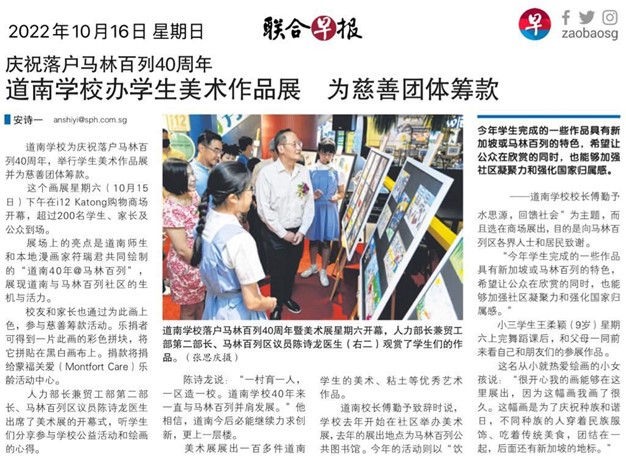 2022年10月16日 星期日
联合早报
早
zaobaosg
庆祝落户马林百列40周年
道南学校办学生美术作品展　为慈善团体筹款
安诗一 anshiyi@sph.com.sg
道南学校为庆祝落户马林百
列40周年，举行学生美术作品展
并为慈善团体筹款。
这个画展星期六（10月15
日）下午在i12 Katong购物商场
开幕，超过200名学生、家长及
公众到场。
展场上的亮点是道南师生
和本地漫画家符瑞君共同绘制
的“道南40年@马林百列”，
展现道南与马林百列社区的生
机与活力。
校友和家长也通过为此画上
色，参与慈善筹款活动。乐捐者
可得到一片此画的彩色拼块，将
它拼贴在黑白画布上。捐款将捐
给蒙福关爱（Montfort Care）乐
龄活动中心。
人力部长兼贸工部第二部
长、马林百列区议员陈诗龙医生
出席了美术展的开幕式，听学生
们分享参与学校公益活动和绘画
的心得。
道南学校落户马林百列40周年暨美术展星期六开幕，人力部长兼贸工
部第二部长、马林百列区议员陈诗龙医生（右二）观赏了学生们的作
品。（张思庆摄）
陈诗龙说：“一村育一人，
一区造一校。道南学校40年来
一直与马林百列并肩发展。”他
相信，道南今后必能继续力求创
新，更上一层楼。
美术展展出一百多件道南
学生的美术、粘土等优秀艺术
作品。
道南校长傅勤予致辞时说，
学校去年开始在社区举办美术
展，去年的展出地点为马林百列公
共图书馆。今年的活动则以“饮
今年学生完成的一些作品具有新
加坡或马林百列的特色，希望让
公众在欣赏的同时，也能够加强
社区凝聚力和强化国家归属感。
——道南学校校长傅勤予
水思源，回馈社会”为主题，而
且选在商场展出，目的是向马林百
列区各界人士和居民致谢。
“今年学生完成的一些作品
具有新加坡或马林百列的特色，
希望让公众在欣赏的同时，也能
够加强社区凝聚力和强化国家归
属感。”
小三学生王柔颖（9岁）星期
六上完舞蹈课后，和父母一同前
来看自己和朋友们的参展作品。
这名从小就热爱绘画的小女
孩说：“很开心我的画能够在这
里展出，因为这幅画我画了很
久。这幅画是为了庆祝种族和谐
日，不同种族的人穿着民族服
饰、吃着传统美食，团结在一
起，后面还有新加坡的地标。”